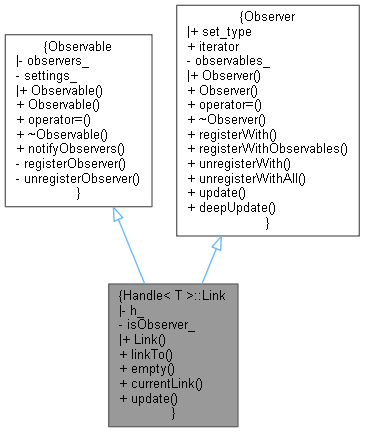 {Observable
|- observers_
- settings_
|+ Observable()
+ Observable()
+ operator=()
+ ~Observable()
+ notifyObservers()
- registerObserver()
- unregisterObserver()
}
{Observer
|+ set_type
+ iterator
- observables_
|+ Observer()
+ Observer()
+ operator=()
+ ~Observer()
+ registerWith()
+ registerWithObservables()
+ unregisterWith()
+ unregisterWithAll()
+ update()
+ deepUpdate()
}
{Handle< T >::Link
|- h_
- isObserver_
|+ Link()
+ linkTo()
+ empty()
+ currentLink()
+ update()
}